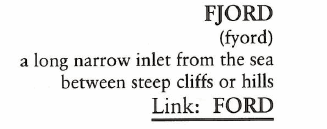 FJORD
(fyord)
a long narrow inlet from the sea
between steep cliffs or hills
Link: FORD